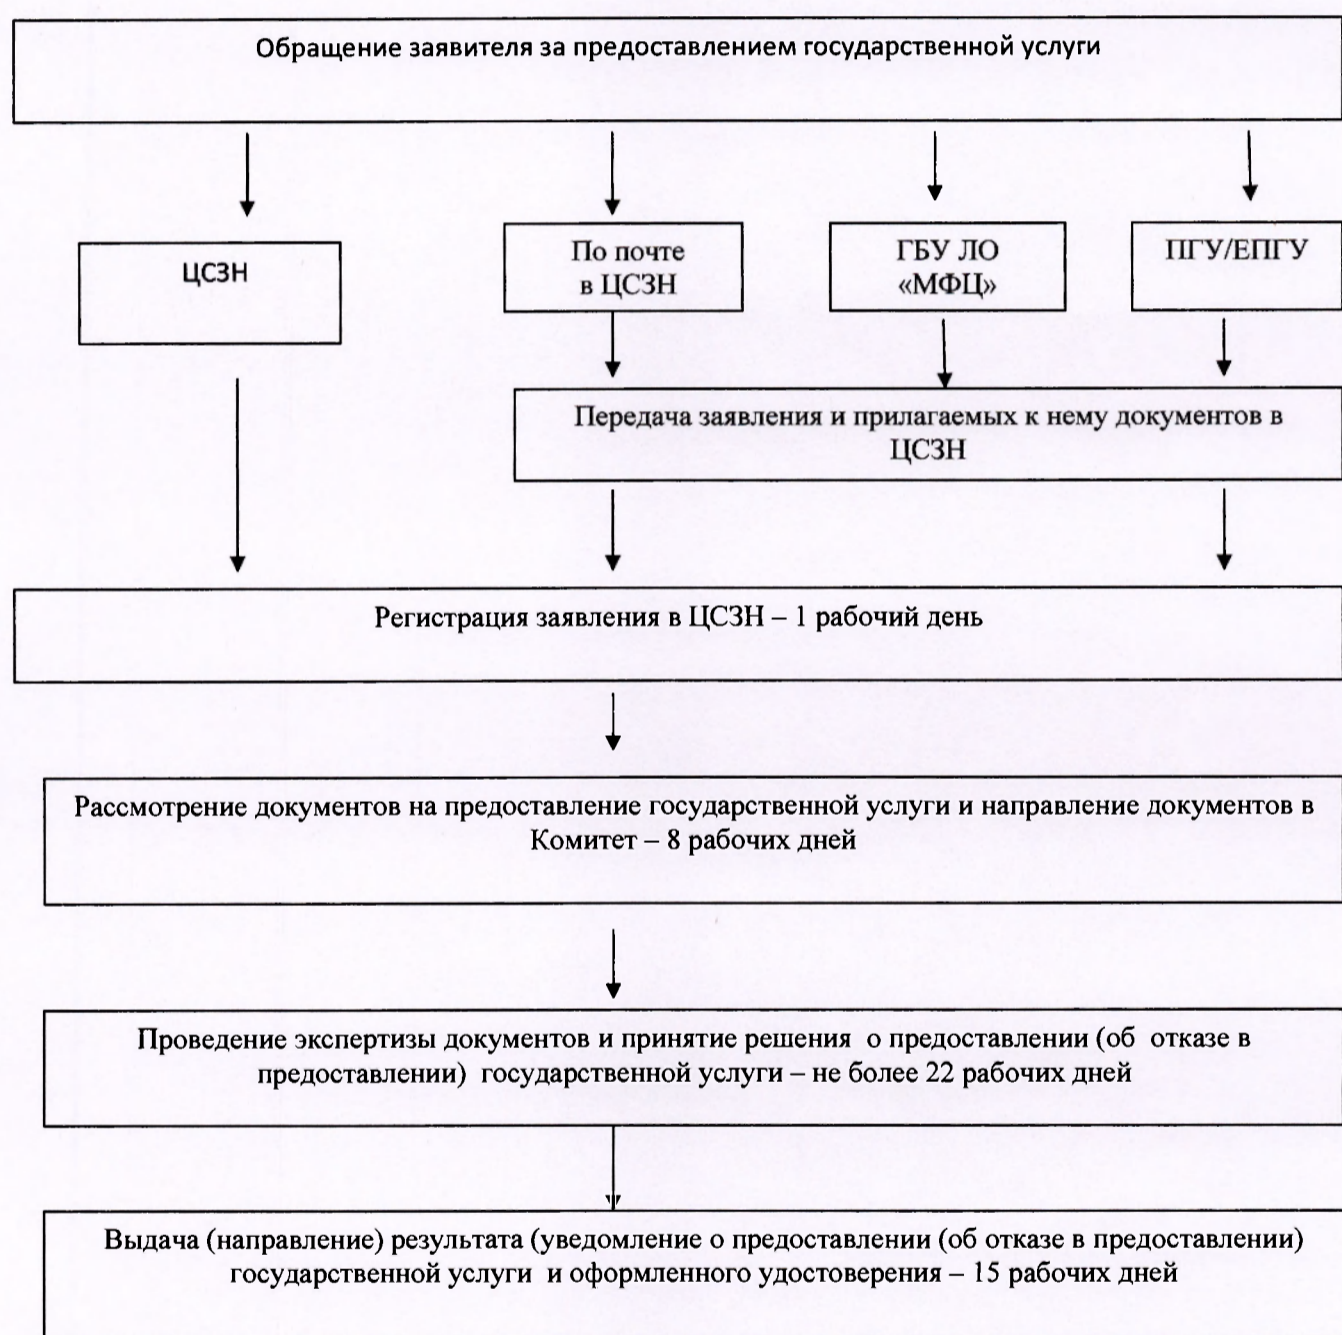 Обращение заявителя за предоставлением государственной услуги
ЦСЗН
По почте
в ЦСЗН
ГБУ ЛО
«МФЦ»
ПГУ/ЕПГУ
Передача заявления и прилагаемых к нему документов в
ЦСЗН
Регистрация заявления в ЦСЗН – 1 рабочий день
Рассмотрение документов на предоставление государственной услуги и направление документов в
Комитет – 8 рабочих дней
Проведение экспертизы документов и принятие решения о предоставлении (об отказе в
предоставлении) государственной услуги – не более 22 рабочих дней
Выдача (направление) результата (уведомление о предоставлении (об отказе в предоставлении)
государственной услуги и оформленного удостоверения – 15 рабочих дней